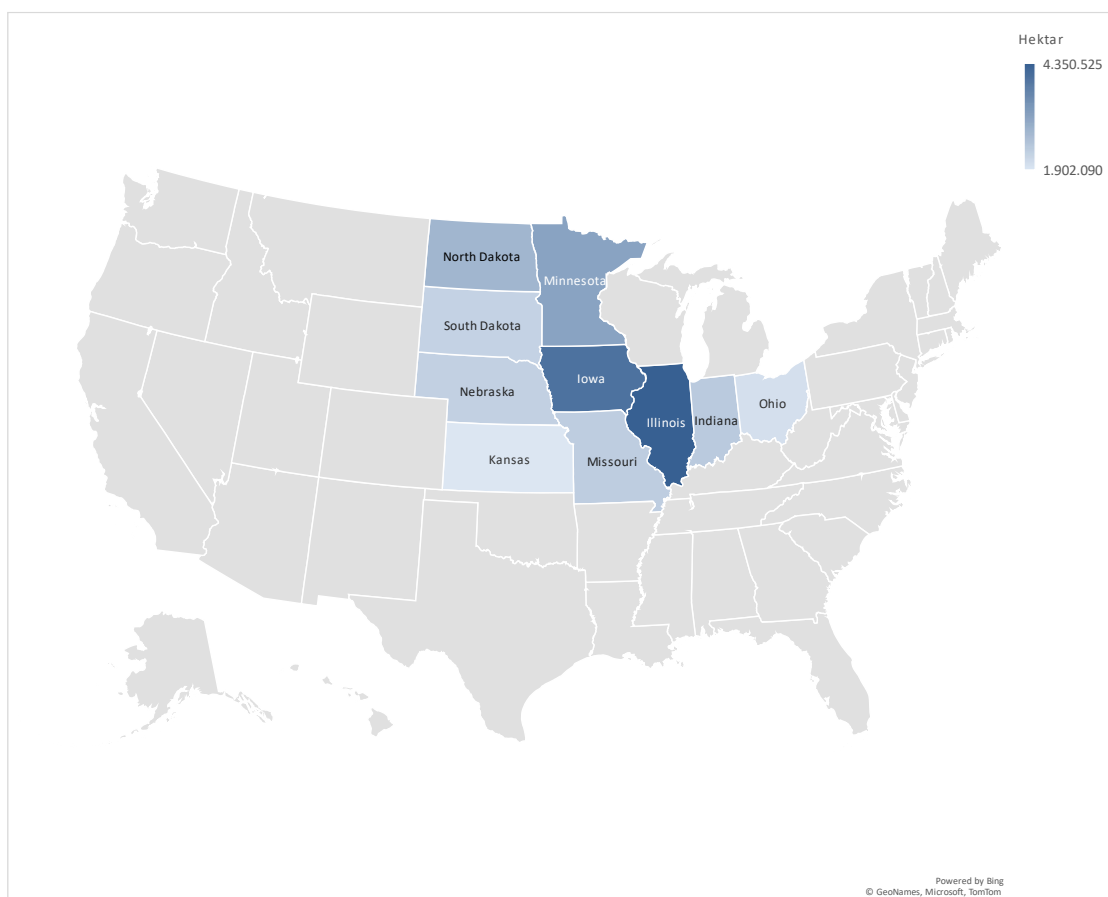 Hektar
4.350.525
1.902.090
North Dakota
Minnesota
South Dakota
Iowa
Nebraska
Ohio
Illinois
Indiana
Kansas
Missouri
Powered by Bing
© GeoNames, Microsoft, TomTom